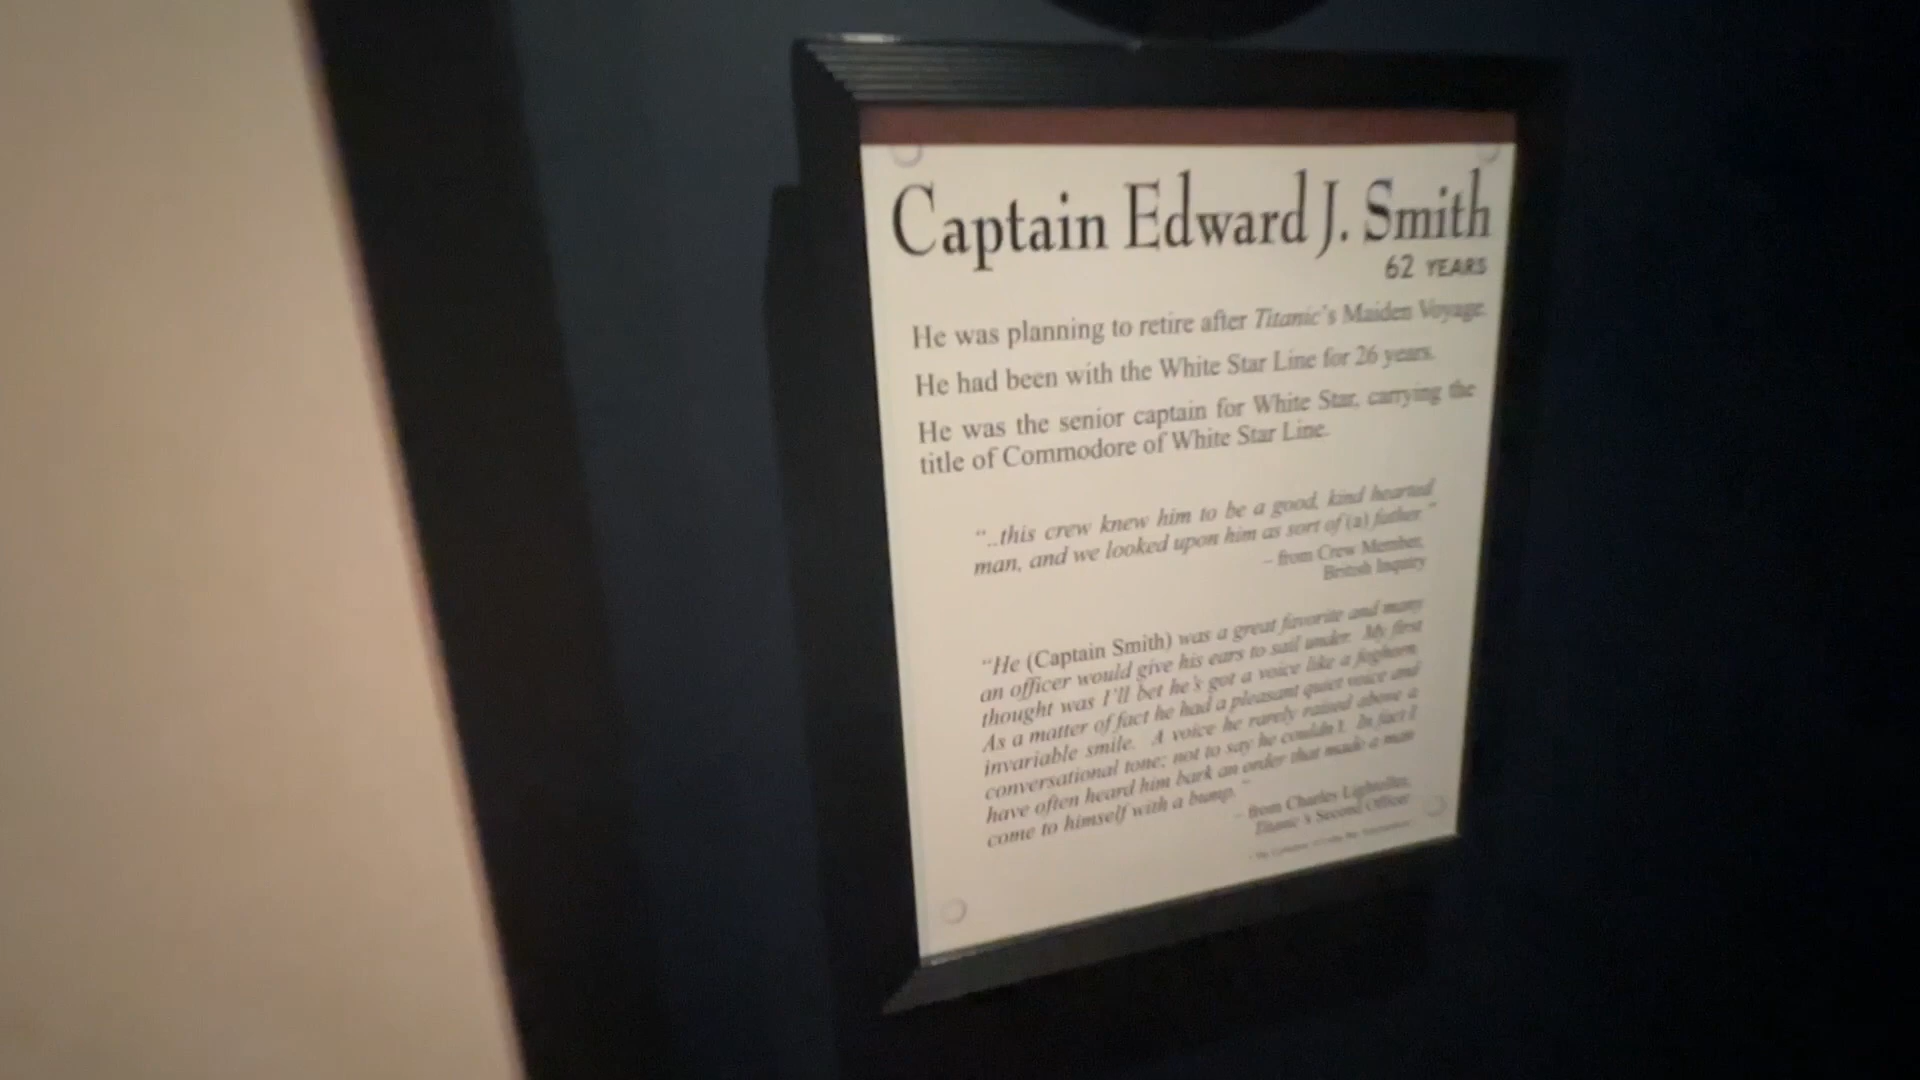 Captain Edward J. Smith
62 YEARS
He was planning to retire after Titanic's Maiden Voyage.
He had been with the White Star Line for 26 years.
He was the senior captain for White Star, carrying the
title of Commodore of White Star Line.
"..this crew knew him to be a good, kind hearted
man, and we looked upon him as sort of (a) father."
– from Crew Member,
British Inquiry
"He (Captain Smith) was a great favorite and many
an officer would give his ears to sail under. My first
thought was I'll bet he's got a voice like a foghorn.
As a matter of fact he had a pleasant quiet voice and
invariable smile. A voice he rarely raised above a
conversational tone; not to say he couldn't. In fact I
have often heard him bark an order that made a man
come to himself with a bump."
– from Charles Lightoller,
Titanic's Second Officer